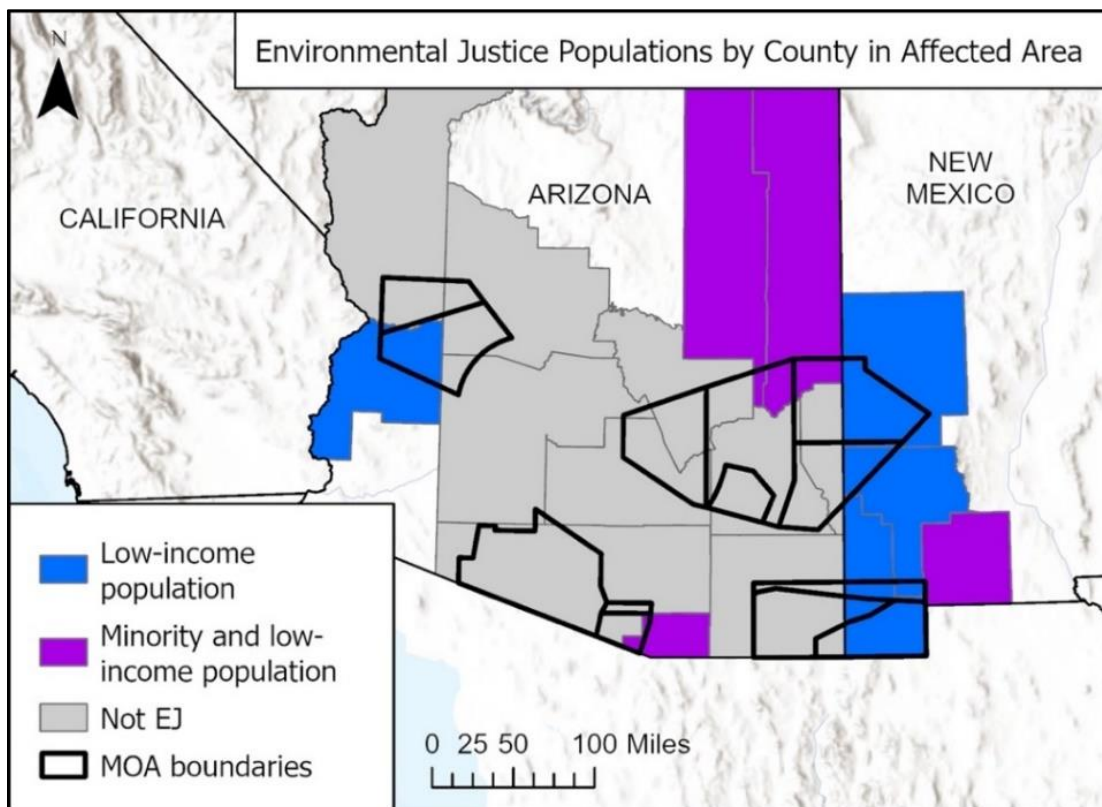 Environmental Justice Populations by County in Affected Area
N
CALIFORNIA
ARIZONA
NEW
MEXICO
Low-income
population
Minority and low-
income population
Not EJ
MOA boundaries
0 25 50 100 Miles